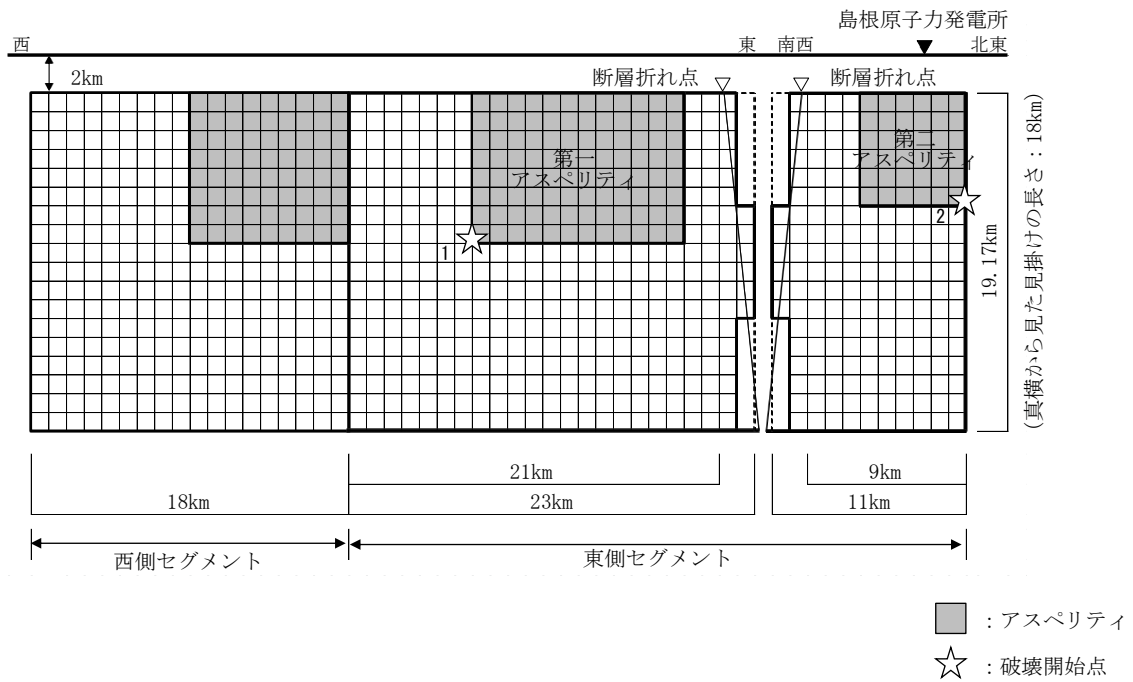 島根原子力発電所
西
東
南西
北東
2km
断層折れ点
断層折れ点
第一
アスペリティ
第二
アスペリティ
1
2
19.17km
(真横から見た見掛けの長さ：18km)
21km
9km
18km
23km
11km
西側セグメント
東側セグメント
：アスペリティ
：破壊開始点